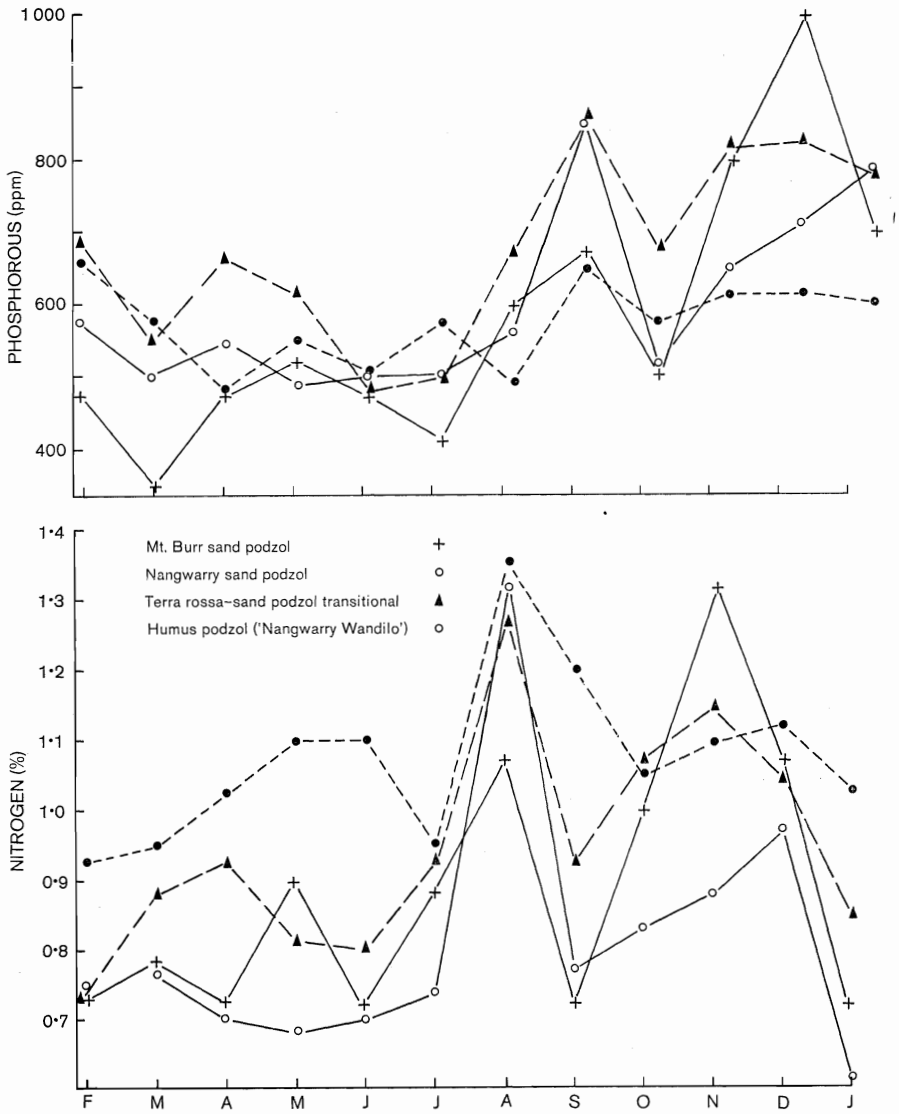 1000
800
600
400
PHOSPHOROUS (ppm)
1·4
1·3
1·2
1·1
1·0
0·9
0·8
0·7
NITROGEN (%)
Mt. Burr sand podzol +
Nangwarry sand podzol ○
Terra rossa–sand podzol transitional ▲
Humus podzol ('Nangwarry Wandilo') ○
F M A M J J A S O N D J